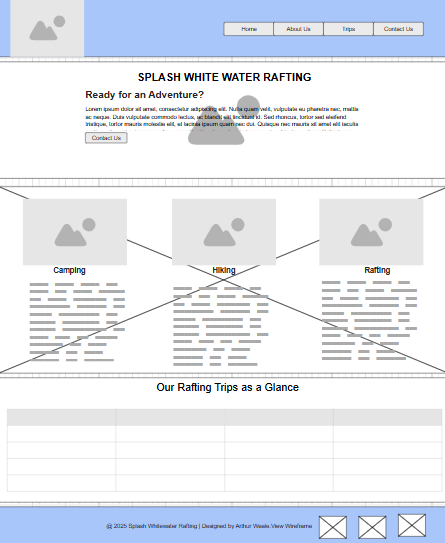 Home
About Us
Trips
Contact Us
SPLASH WHITE WATER RAFTING
Ready for an Adventure?
Lorem ipsum dolor sit amet, consectetur adipiscing elit. Nulla quam velit, vulputate eu pharetra nec, mattis
ac neque. Duis vulputate commodo lectus, ac blandit elit tincidunt id. Sed rhoncus, tortor sed eleifend
tristique, tortor mauris molestie elit, et lacinia ipsum quam nec dui. Quisque nec mauris sit amet elit iaculis
Contact Us
Camping
Hiking
Rafting
Our Rafting Trips as a Glance
@ 2025 Splash Whitewater Rafting | Designed by Arthur Waale.View Wireframe